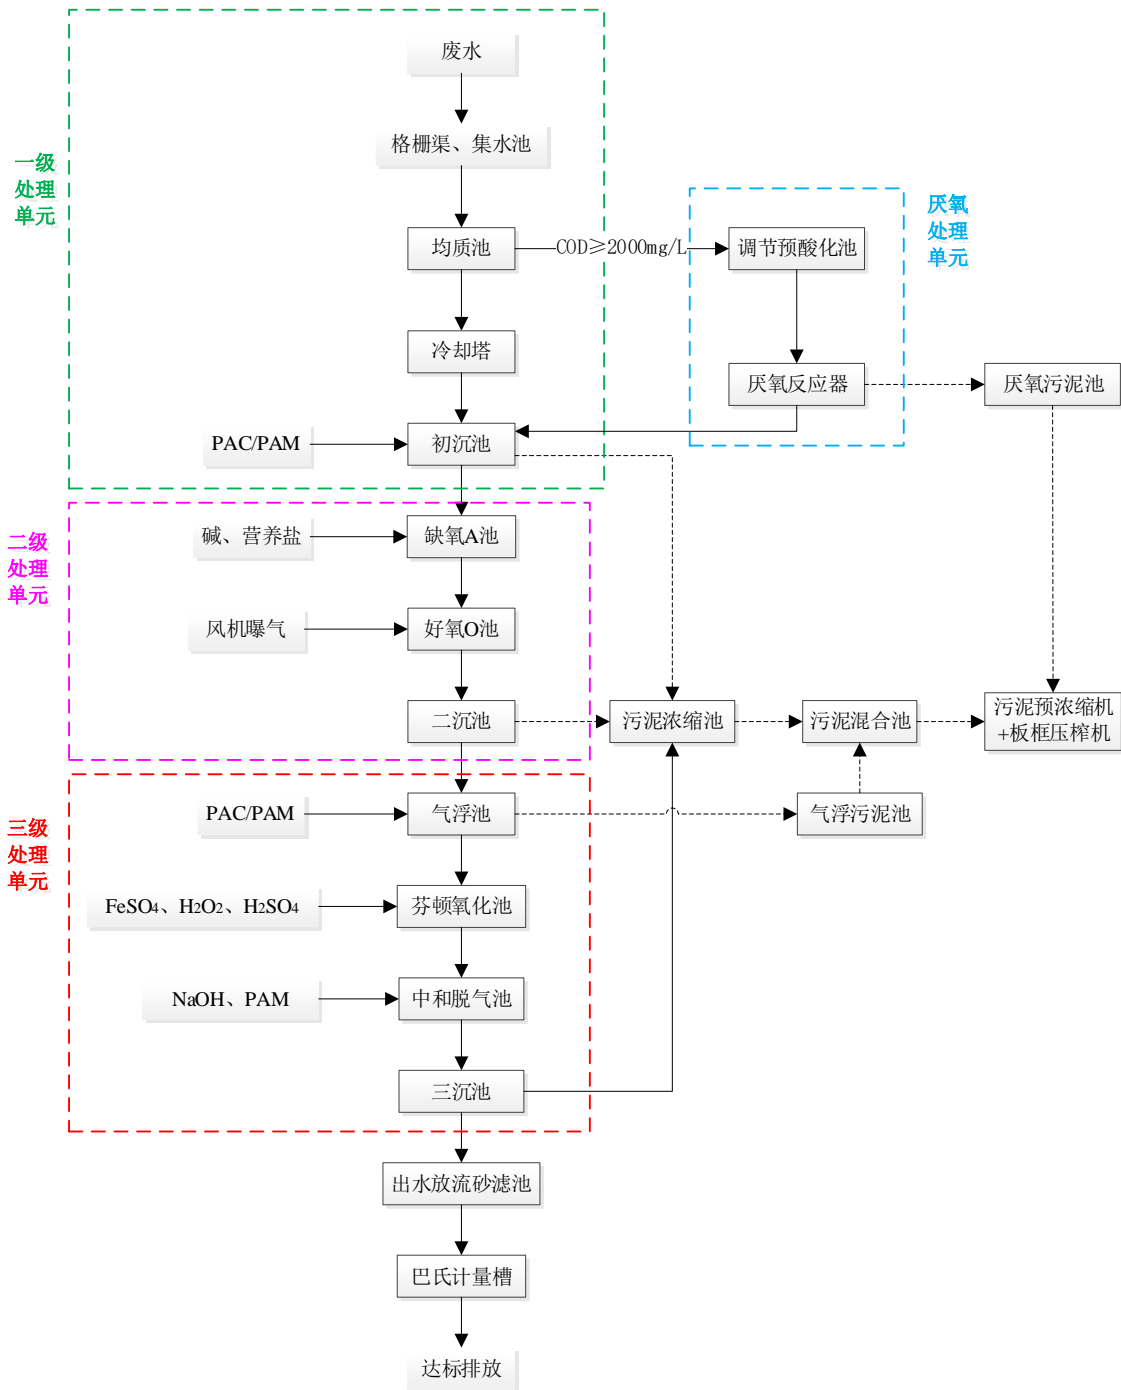 废水
格栅渠、集水池
一级
处理
单元
均质池
COD≥2000mg/L
调节预酸化池
厌氧
处理
单元
冷却塔
厌氧反应器
厌氧污泥池
PAC/PAM
初沉池
二级
处理
单元
碱、营养盐
缺氧A池
风机曝气
好氧O池
二沉池
污泥浓缩池
污泥混合池
污泥预浓缩机
+板框压榨机
三级
处理
单元
PAC/PAM
气浮池
气浮污泥池
FeSO4、H2O2、H2SO4
芬顿氧化池
NaOH、PAM
中和脱气池
三沉池
出水放流砂滤池
巴氏计量槽
达标排放